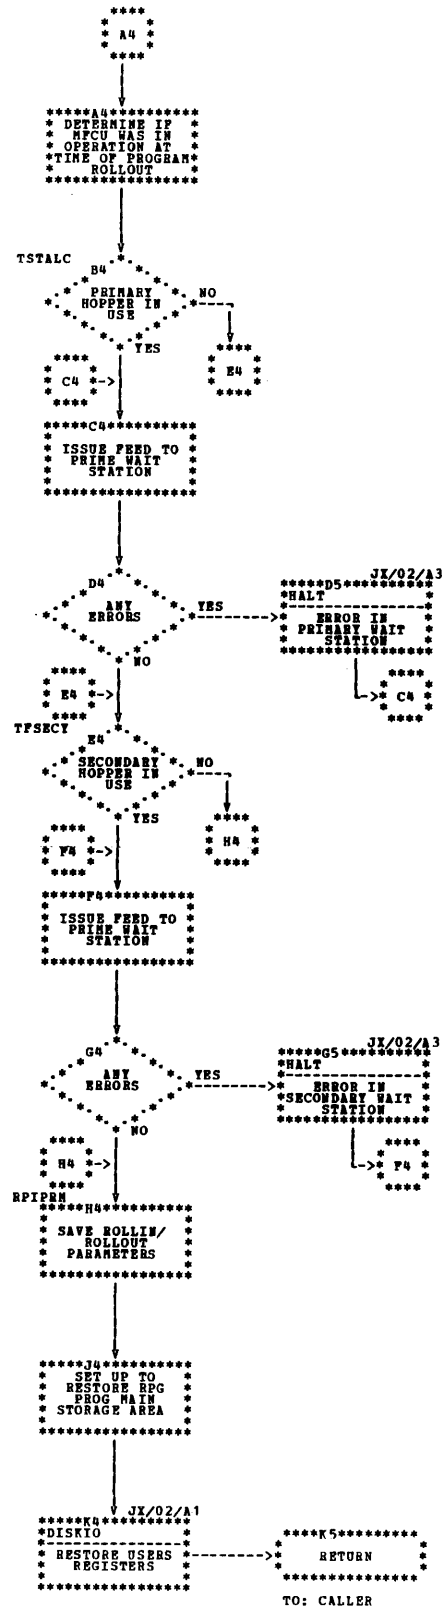 A4
A4
DETERMINE IF
MFCU WAS IN
OPERATION AT
TIME OF PROGRAM
ROLLOUT
TSTALC
B4
PRIMARY
HOPPER IN
USE
NO
YES
E4
C4
C4
ISSUE FEED TO
PRIME WAIT
STATION
D4
ANY
ERRORS
YES
NO
JX/02/A3
D5
HALT
ERROR IN
PRIMARY WAIT
STATION
C4
E4
TFSECY
E4
SECONDARY
HOPPER IN
USE
NO
YES
H4
F4
F4
ISSUE FEED TO
PRIME WAIT
STATION
G4
ANY
ERRORS
YES
NO
JX/02/A3
G5
HALT
ERROR IN
SECONDARY WAIT
STATION
F4
H4
RPIPRM
H4
SAVE ROLLIN/
ROLLOUT
PARAMETERS
J4
SET UP TO
RESTORE RPG
PROG MAIN
STORAGE AREA
JX/02/A1
K4
DISKIO
RESTORE USERS
REGISTERS
K5
RETURN
TO: CALLER